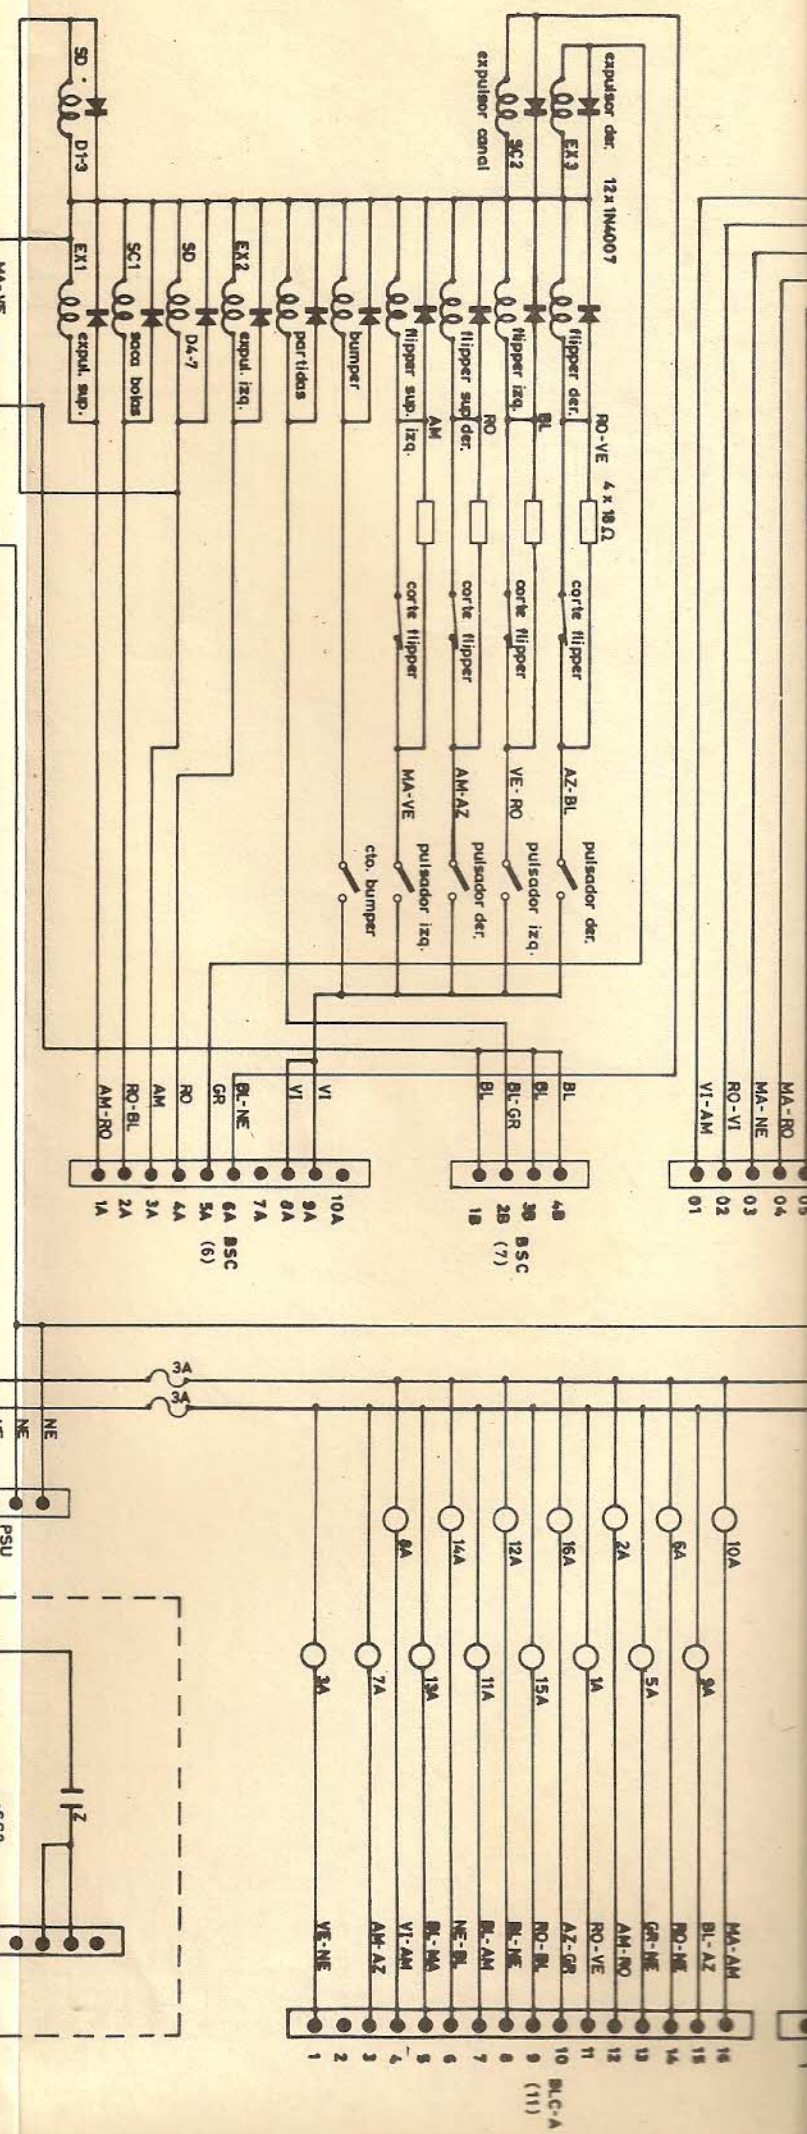 SD
D1-3
expulsor canal
SC2
expulsor der.
EX3
12 x 1N4007
EX1
expul. sup.
SC1
saca bolas
SD
D4-7
EX2
expul. izq.
partidas
bumper
flipper sup. izq.
flipper sup. der.
flipper izq.
flipper der.
AM
RO
BL
RO-VE
4 x 18 Ω
corte flipper
corte flipper
corte flipper
corte flipper
MA-VE
AM-AZ
VE-RO
AZ-BL
cto. bumper
pulsador izq.
pulsador der.
pulsador izq.
pulsador der.
AM-RO
RO-BL
AM
RO
GR
BL-NE
VI
VI
BL
BL-GR
BL
BL
VI-AM
RO-VI
MA-NE
MA-RO
1A
2A
3A
4A
5A
6A
7A
8A
9A
10A
BSC
(6)
1B
2B
3B
4B
BSC
(7)
01
02
03
04
05
3A
3A
NE
NE
PSU
8A
14A
12A
16A
2A
6A
10A
3A
7A
13A
11A
15A
1A
5A
9A
Z
VE-NE
AM-AZ
VI-AM
BL-MA
NE-BL
BL-AM
BL-NE
RO-BL
AZ-GR
RO-VE
AM-RO
GR-NE
RO-NE
BL-AZ
MA-AM
1
2
3
4
5
6
7
8
9
10
11
12
13
14
15
16
BLC-A
(11)